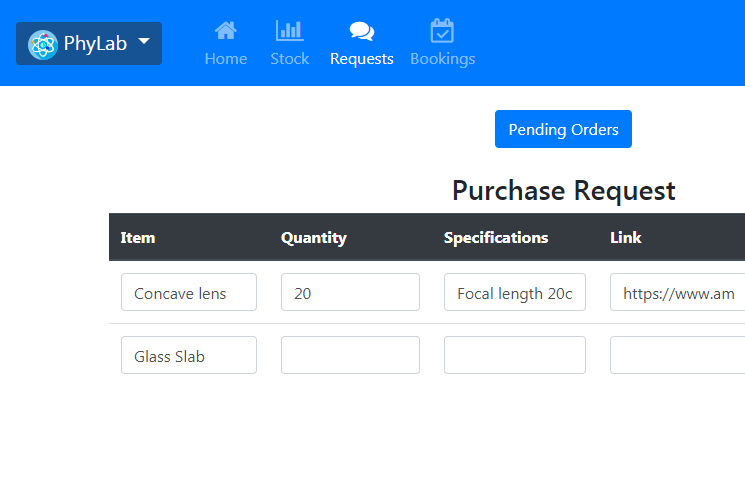 PhyLab
Home Stock Requests Bookings
Pending Orders
Purchase Request
Item Quantity Specifications Link
Concave lens 20 Focal length 20c https://www.am
Glass Slab